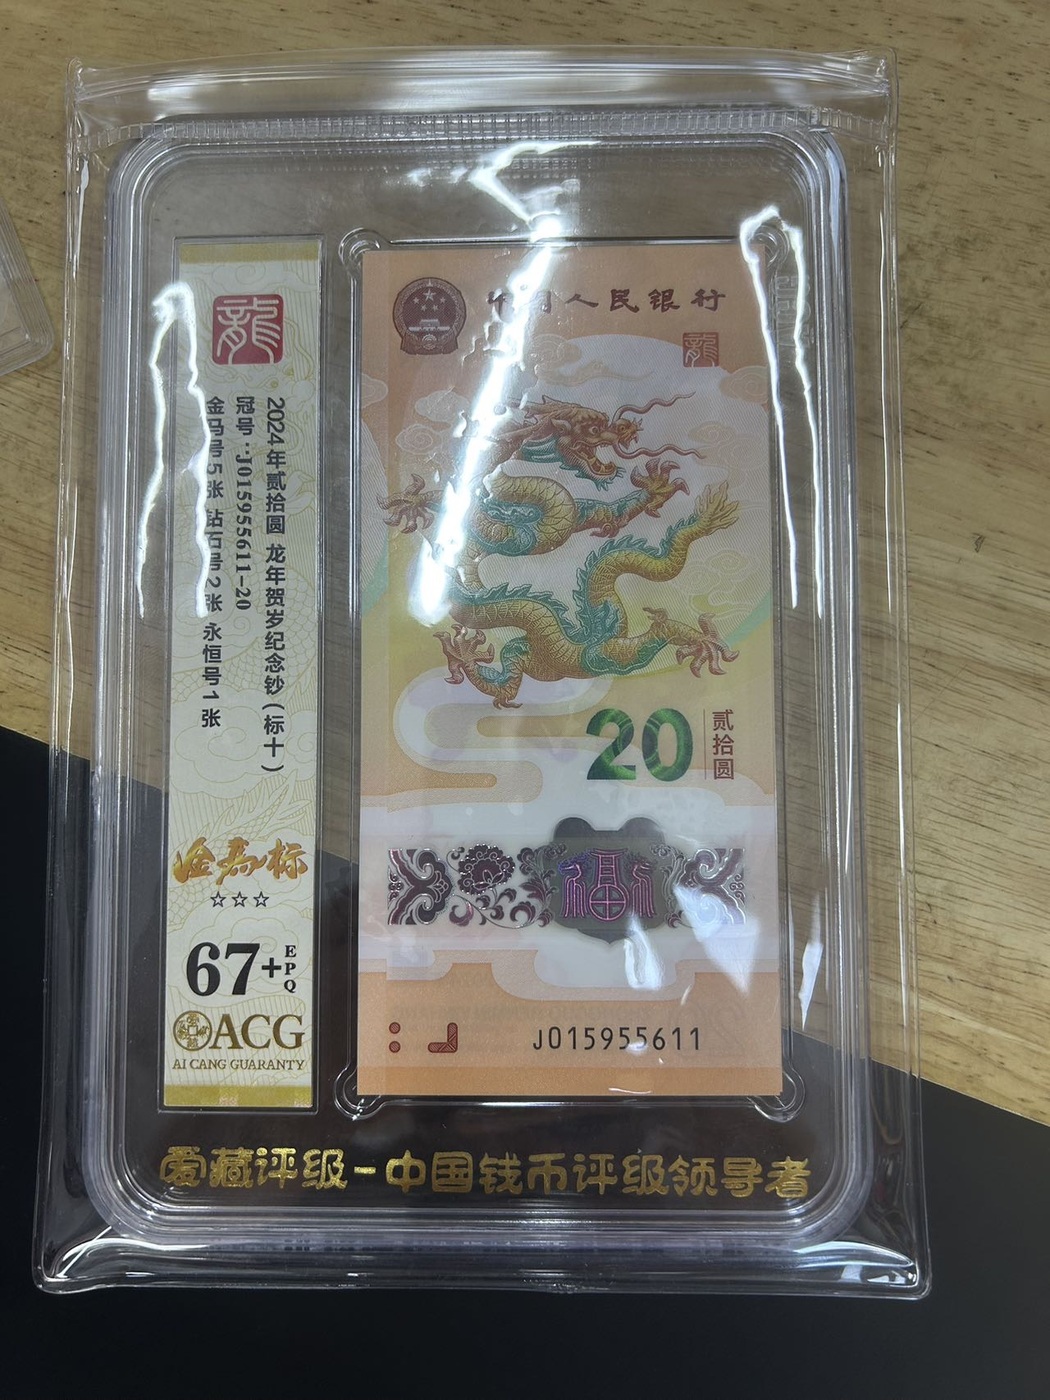 龍
2024年贰拾圆 龙年贺岁纪念钞(标十)
冠号:J015955611-20
金马号5张 钻石号2张 永恒号1张
金马标
67+
EPQ
ACG
AI CANG GUARANTY
中国人民银行
龍
20
贰拾圆
福
J015955611
爱藏评级-中国钱币评级领导者